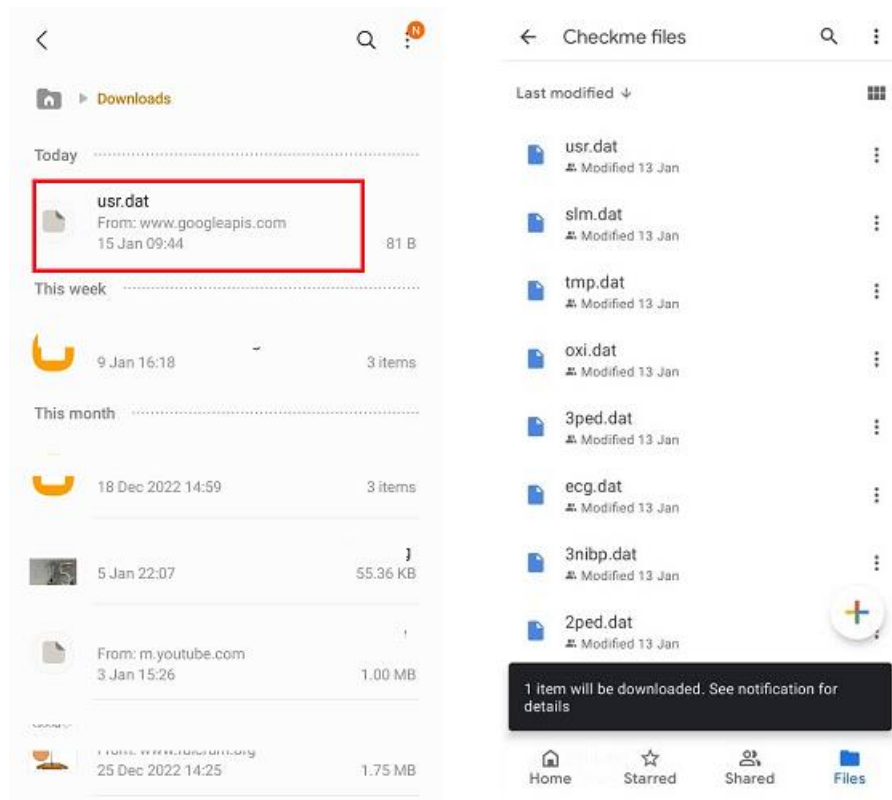 N
Downloads
Today
usr.dat
From: www.googleapis.com
15 Jan 09:44
81 B
This week
9 Jan 16:18
3 items
This month
18 Dec 2022 14:59
3 items
5 Jan 22:07
55.36 KB
From: m.youtube.com
3 Jan 15:26
1.00 MB
25 Dec 2022 14:25
1.75 MB
Checkme files
Last modified
usr.dat
Modified 13 Jan
slm.dat
Modified 13 Jan
tmp.dat
Modified 13 Jan
oxi.dat
Modified 13 Jan
3ped.dat
Modified 13 Jan
ecg.dat
Modified 13 Jan
3nibp.dat
Modified 13 Jan
2ped.dat
Modified 13 Jan
1 item will be downloaded. See notification for
details
Home
Starred
Shared
Files